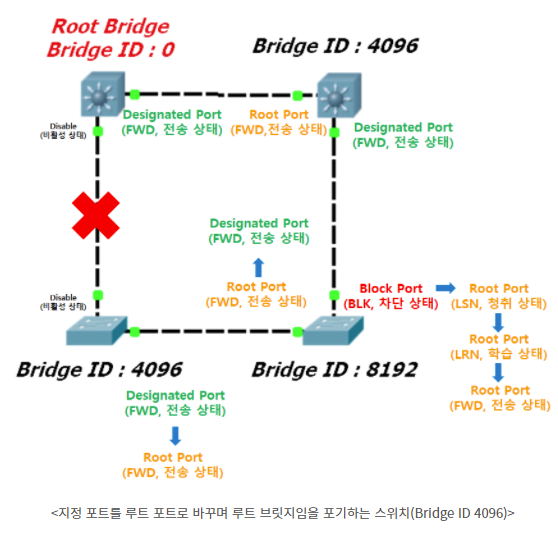 Root Bridge
Bridge ID : 0
Bridge ID : 4096
Disable
(비활성 상태)
Designated Port
(FWD, 전송 상태)
Root Port
(FWD,전송 상태)
Designated Port
(FWD, 전송 상태)
Designated Port
(FWD, 전송 상태)
Root Port
(FWD, 전송 상태)
Disable
(비활성 상태)
Block Port
(BLK, 차단 상태)
Root Port
(LSN, 청취 상태)
Root Port
(LRN, 학습 상태)
Root Port
(FWD, 전송 상태)
Bridge ID : 4096
Bridge ID : 8192
Designated Port
(FWD, 전송 상태)
Root Port
(FWD, 전송 상태)
<지정 포트를 루트 포트로 바꾸며 루트 브릿지임을 포기하는 스위치(Bridge ID 4096)>